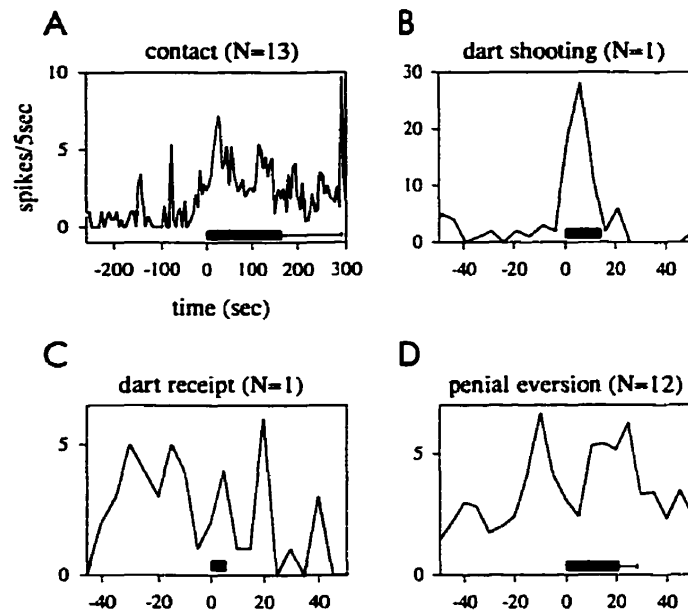 A
contact (N=13)
10
5
0
spikes/5sec
-200 -100 0 100 200 300
time (sec)
B
dart shooting (N=1)
30
20
10
0
-40 -20 0 20 40
C
dart receipt (N=1)
5
0
-40 -20 0 20 40
D
penial eversion (N=12)
5
0
-40 -20 0 20 40